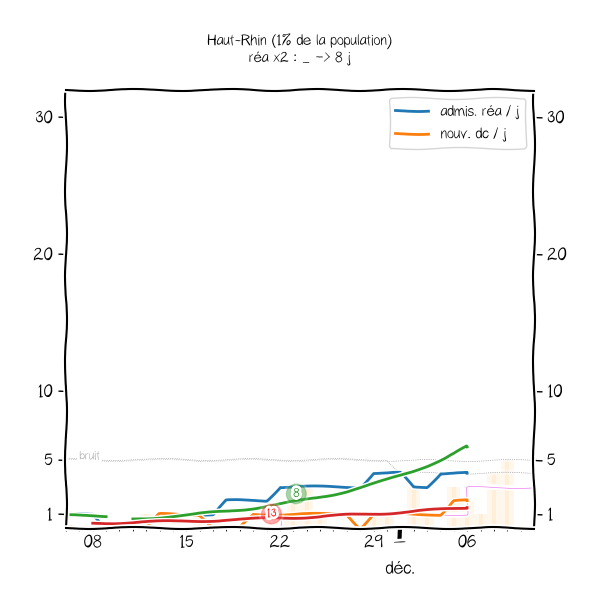 Haut-Rhin (1% de la population)
réa x2 : _ -> 8 j
admis. réa / j
nouv. dc / j
30
30
20
20
10
10
5
bruit
5
8
13
1
1
08
15
22
29
06
déc.